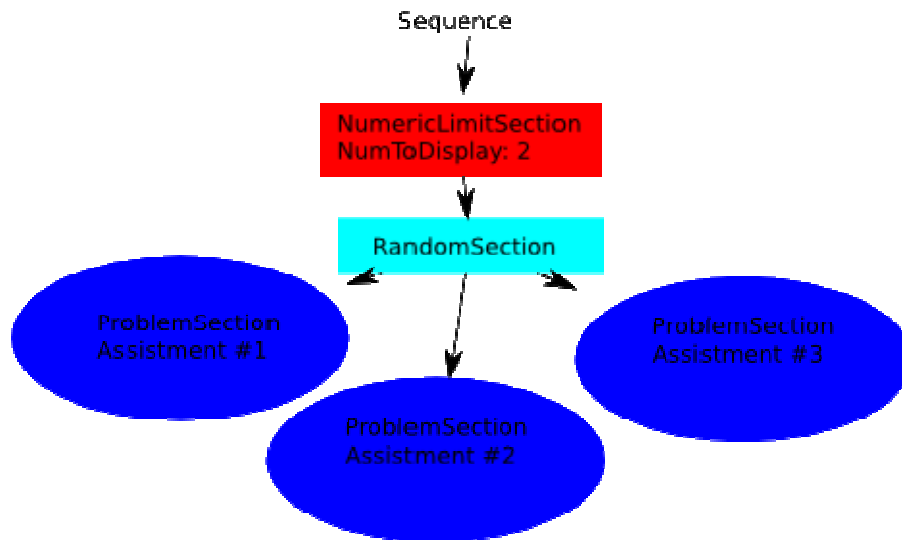 Sequence
NumericLimitSection
NumToDisplay: 2
RandomSection
ProblemSection
Assistment #1
ProblemSection
Assistment #2
ProblemSection
Assistment #3